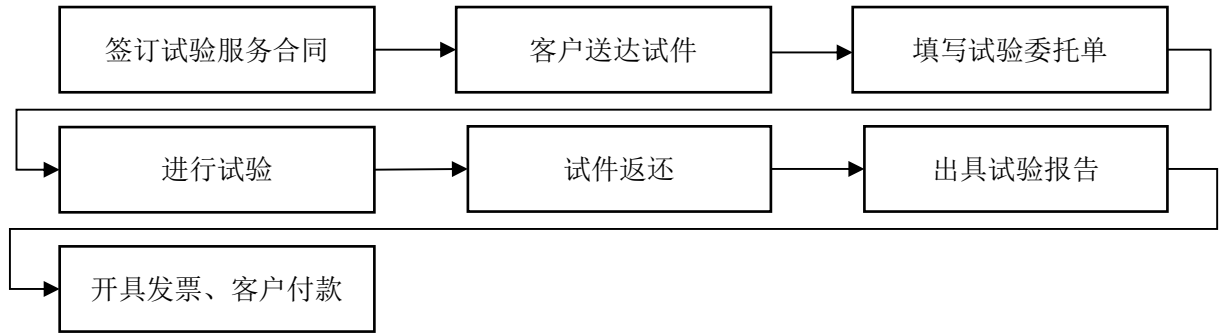 签订试验服务合同
客户送达试件
填写试验委托单
进行试验
试件返还
出具试验报告
开具发票、客户付款